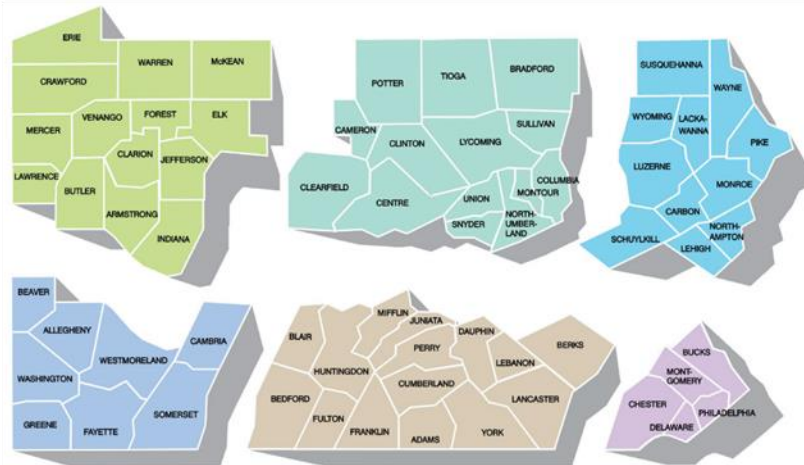 ERIE
WARREN
McKEAN
CRAWFORD
VENANGO
FOREST
ELK
MERCER
CLARION
JEFFERSON
LAWRENCE
BUTLER
ARMSTRONG
INDIANA
POTTER
TIOGA
BRADFORD
CAMERON
CLINTON
LYCOMING
SULLIVAN
CLEARFIELD
CENTRE
UNION
MONTOUR
COLUMBIA
SNYDER
NORTH-
UMBER-
LAND
SUSQUEHANNA
WAYNE
WYOMING
LACKA-
WANNA
PIKE
LUZERNE
MONROE
CARBON
SCHUYLKILL
LEHIGH
NORTH-
AMPTON
BEAVER
ALLEGHENY
WESTMORELAND
CAMBRIA
WASHINGTON
GREENE
FAYETTE
SOMERSET
BLAIR
MIFFLIN
JUNIATA
DAUPHIN
BERKS
HUNTINGDON
PERRY
LEBANON
BEDFORD
CUMBERLAND
LANCASTER
FULTON
FRANKLIN
ADAMS
YORK
BUCKS
MONT-
GOMERY
CHESTER
PHILADELPHIA
DELAWARE